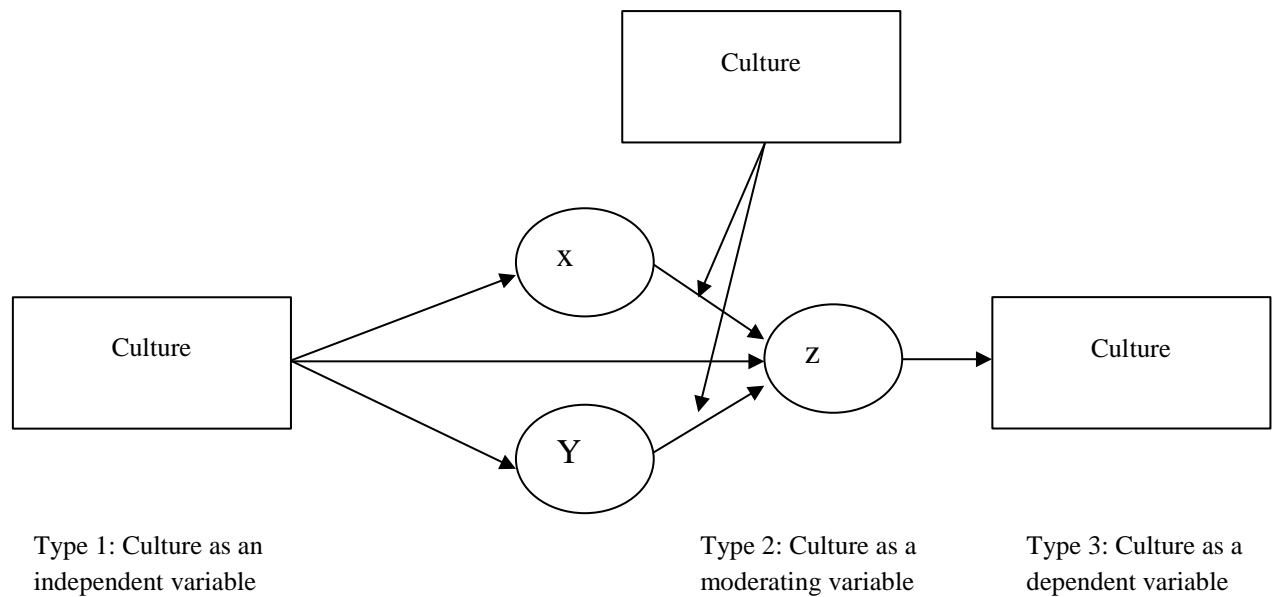 Culture
x
Culture
z
Culture
Y
Type 1: Culture as an
independent variable
Type 2: Culture as a
moderating variable
Type 3: Culture as a
dependent variable